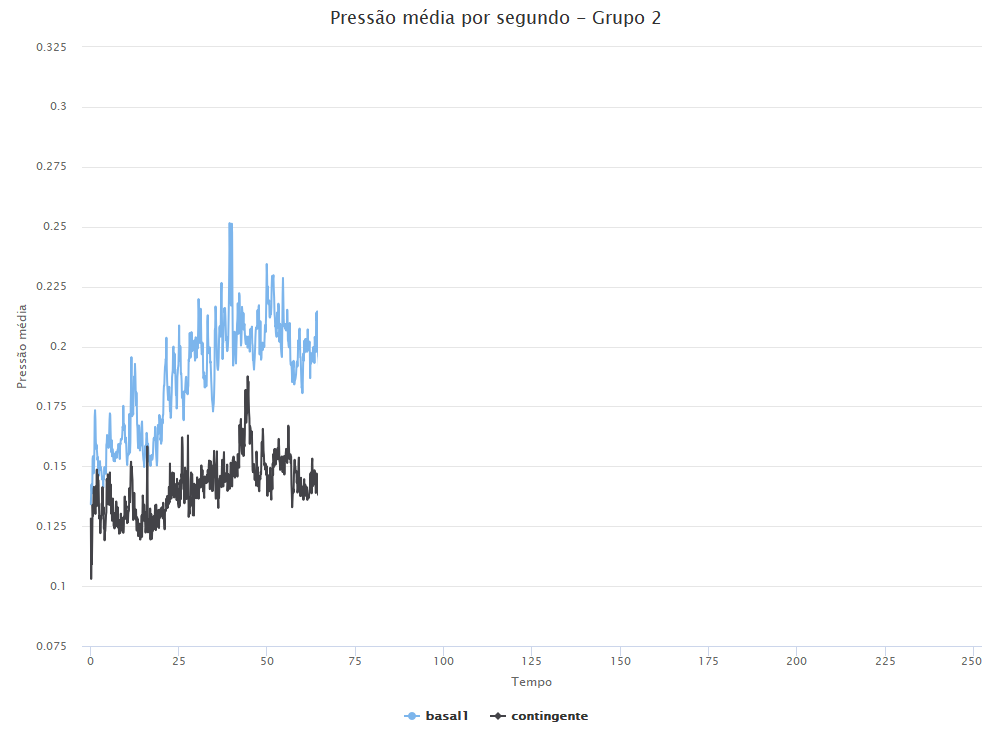 Pressão média por segundo - Grupo 2
0.325
0.3
0.275
0.25
0.225
0.2
0.175
0.15
0.125
0.1
0.075
Pressão média
0 25 50 75 100 125 150 175 200 225 250
Tempo
basal1 contingente